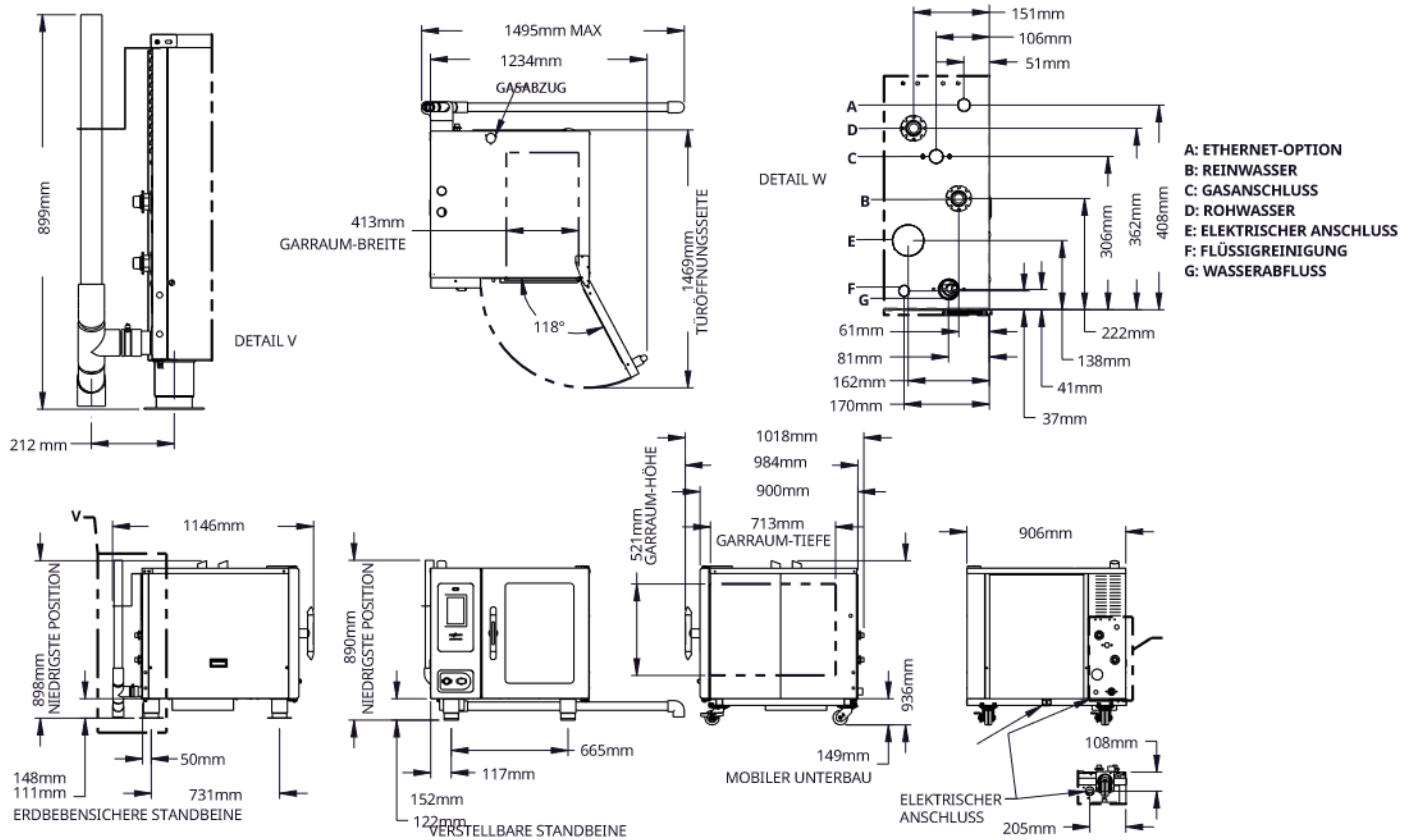 899mm
212 mm
DETAIL V
1495mm MAX
1234mm
GASABZUG
413mm
GARRAUM-BREITE
118°
1469mm
TÜRÖFFNUNGSSEITE
151mm
106mm
51mm
A
D
C
B
E
F
G
DETAIL W
306mm
362mm
408mm
61mm
81mm
162mm
170mm
222mm
138mm
41mm
37mm
A: ETHERNET-OPTION
B: REINWASSER
C: GASANSCHLUSS
D: ROHWASSER
E: ELEKTRISCHER ANSCHLUSS
F: FLÜSSIGREINIGUNG
G: WASSERABFLUSS
V
1146mm
898mm
NIEDRIGSTE POSITION
148mm
111mm
50mm
731mm
ERDBEBENSICHERE STANDBEINE
890mm
NIEDRIGSTE POSITION
665mm
117mm
152mm
122mm
VERSTELLBARE STANDBEINE
1018mm
984mm
900mm
713mm
GARRAUM-TIEFE
521mm
GARRAUM-HÖHE
936mm
149mm
MOBILER UNTERBAU
906mm
ELEKTRISCHER
ANSCHLUSS
108mm
205mm